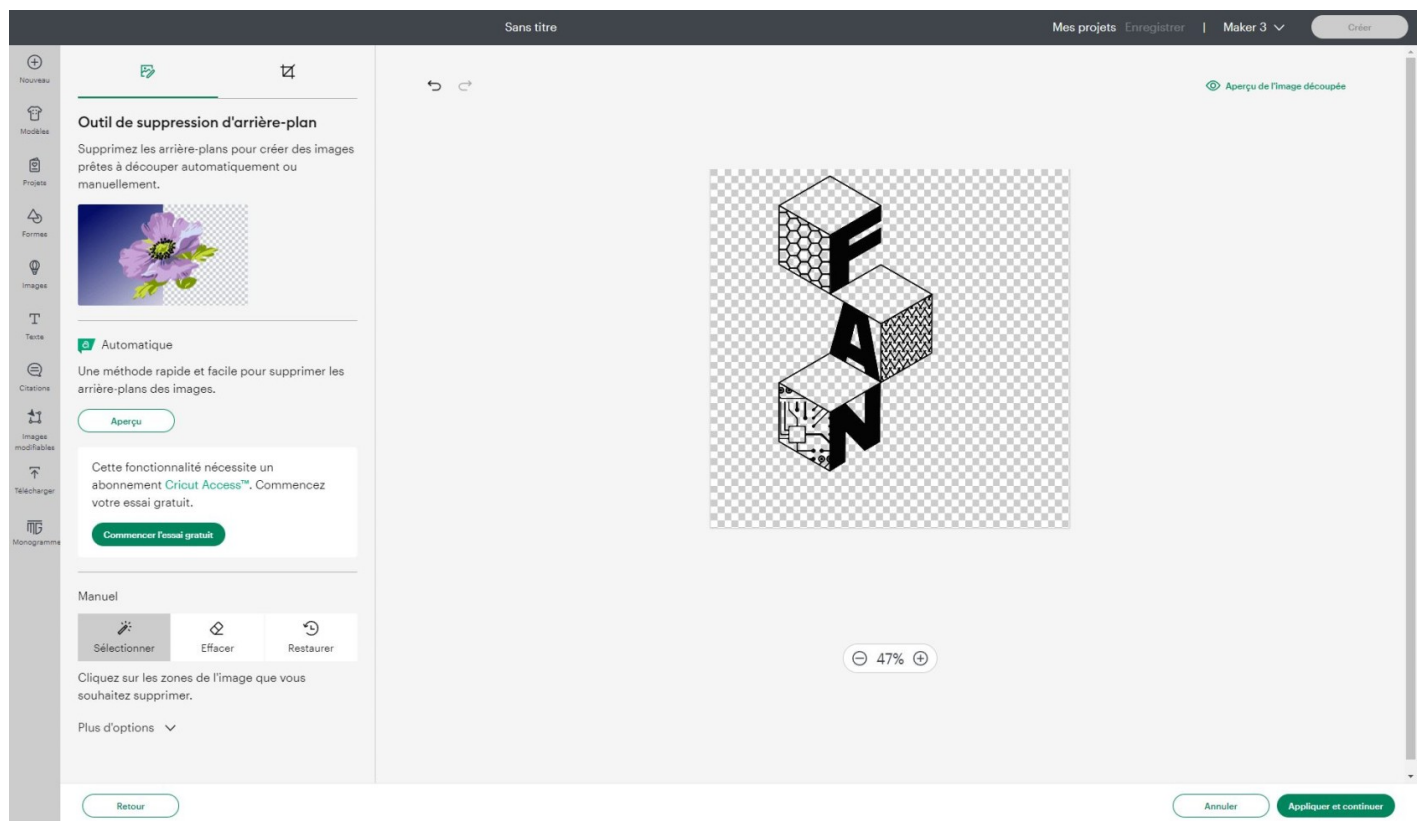 Sans titre
Mes projets Enregistrer | Maker 3
Créer
Nouveau
Modèles
Projets
Formes
Images
Texte
Citations
Images
modifiables
Télécharger
Monogramme
Outil de suppression d'arrière-plan
Supprimez les arrière-plans pour créer des images
prêtes à découper automatiquement ou
manuellement.
Automatique
Une méthode rapide et facile pour supprimer les
arrière-plans des images.
Aperçu
Cette fonctionnalité nécessite un
abonnement Cricut Access™. Commencez
votre essai gratuit.
Commencer l'essai gratuit
Manuel
Sélectionner
Effacer
Restaurer
Cliquez sur les zones de l'image que vous
souhaitez supprimer.
Plus d'options
Retour
Aperçu de l'image découpée
F
A
N
47%
Annuler
Appliquer et continuer